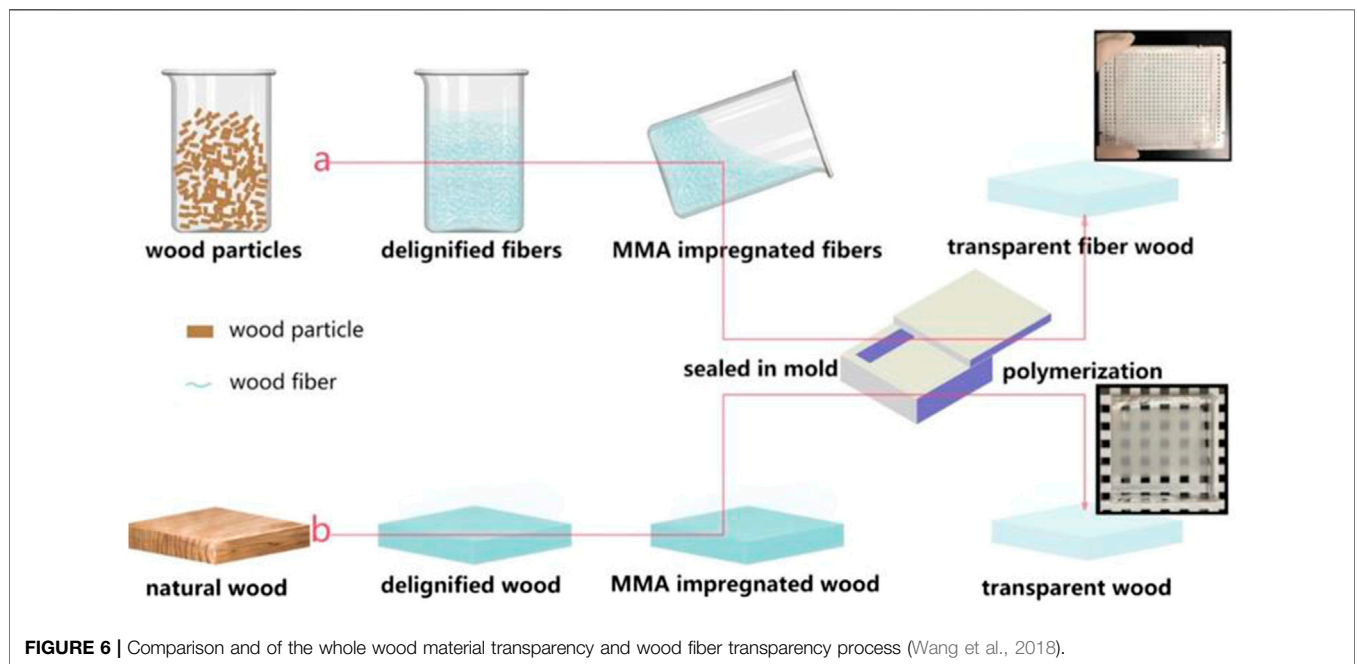 a
wood particles
delignified fibers
MMA impregnated fibers
transparent fiber wood
wood particle
wood fiber
sealed in mold
polymerization
b
natural wood
delignified wood
MMA impregnated wood
transparent wood
FIGURE 6 | Comparison and of the whole wood material transparency and wood fiber transparency process (Wang et al., 2018).